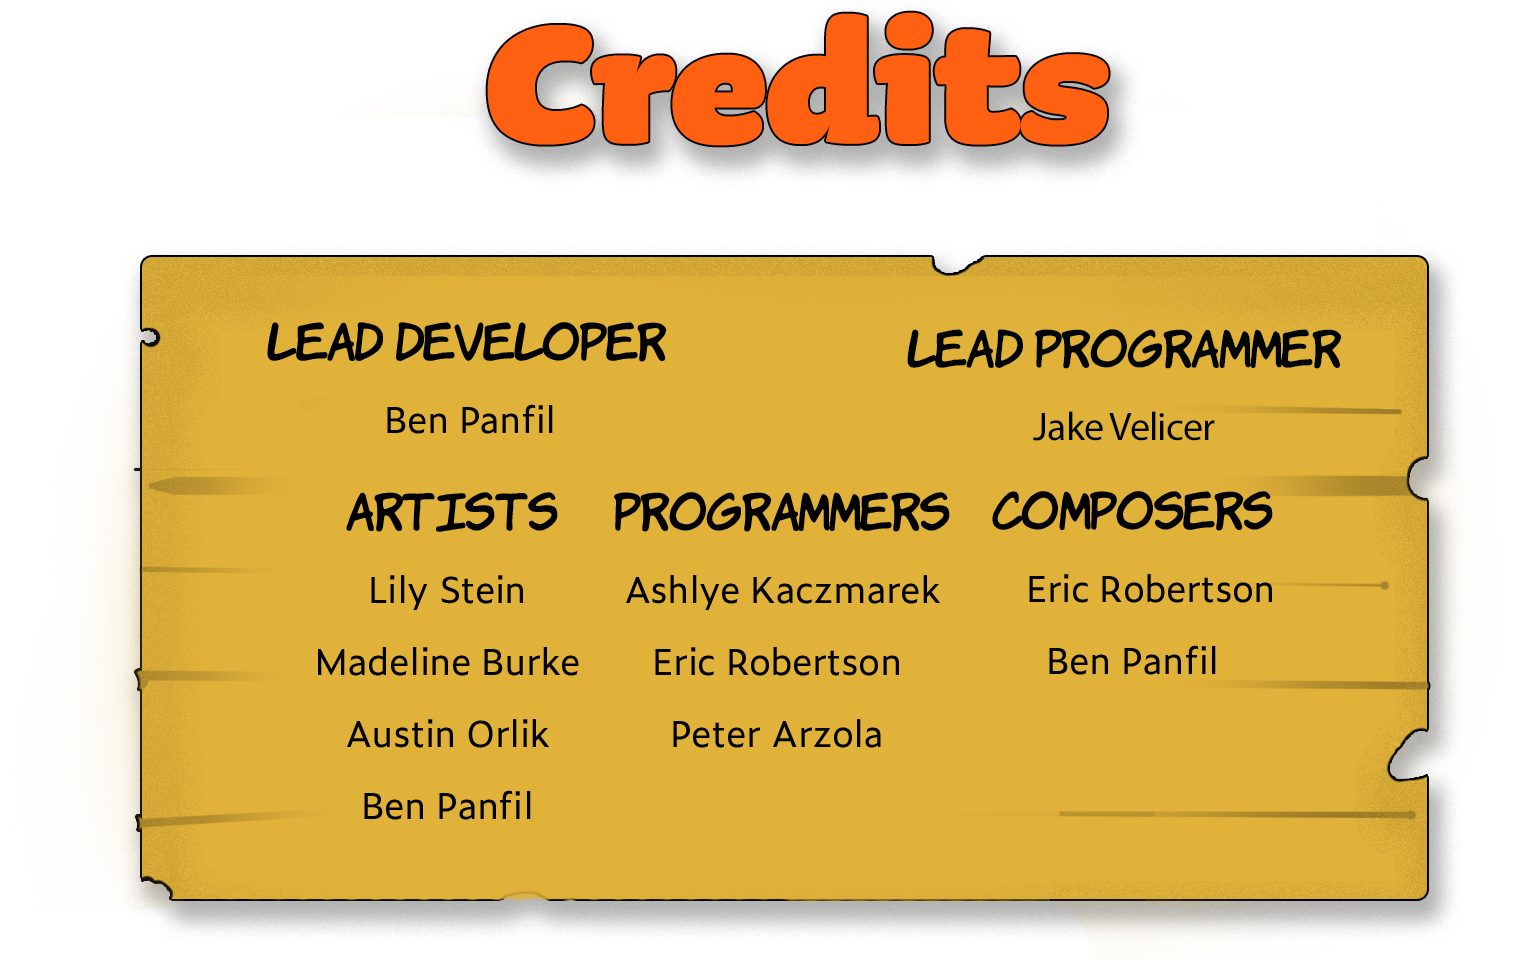 Credits
LEAD DEVELOPER
Ben Panfil
LEAD PROGRAMMER
Jake Velicer
ARTISTS
Lily Stein
Madeline Burke
Austin Orlik
Ben Panfil
PROGRAMMERS
Ashlye Kaczmarek
Eric Robertson
Peter Arzola
COMPOSERS
Eric Robertson
Ben Panfil